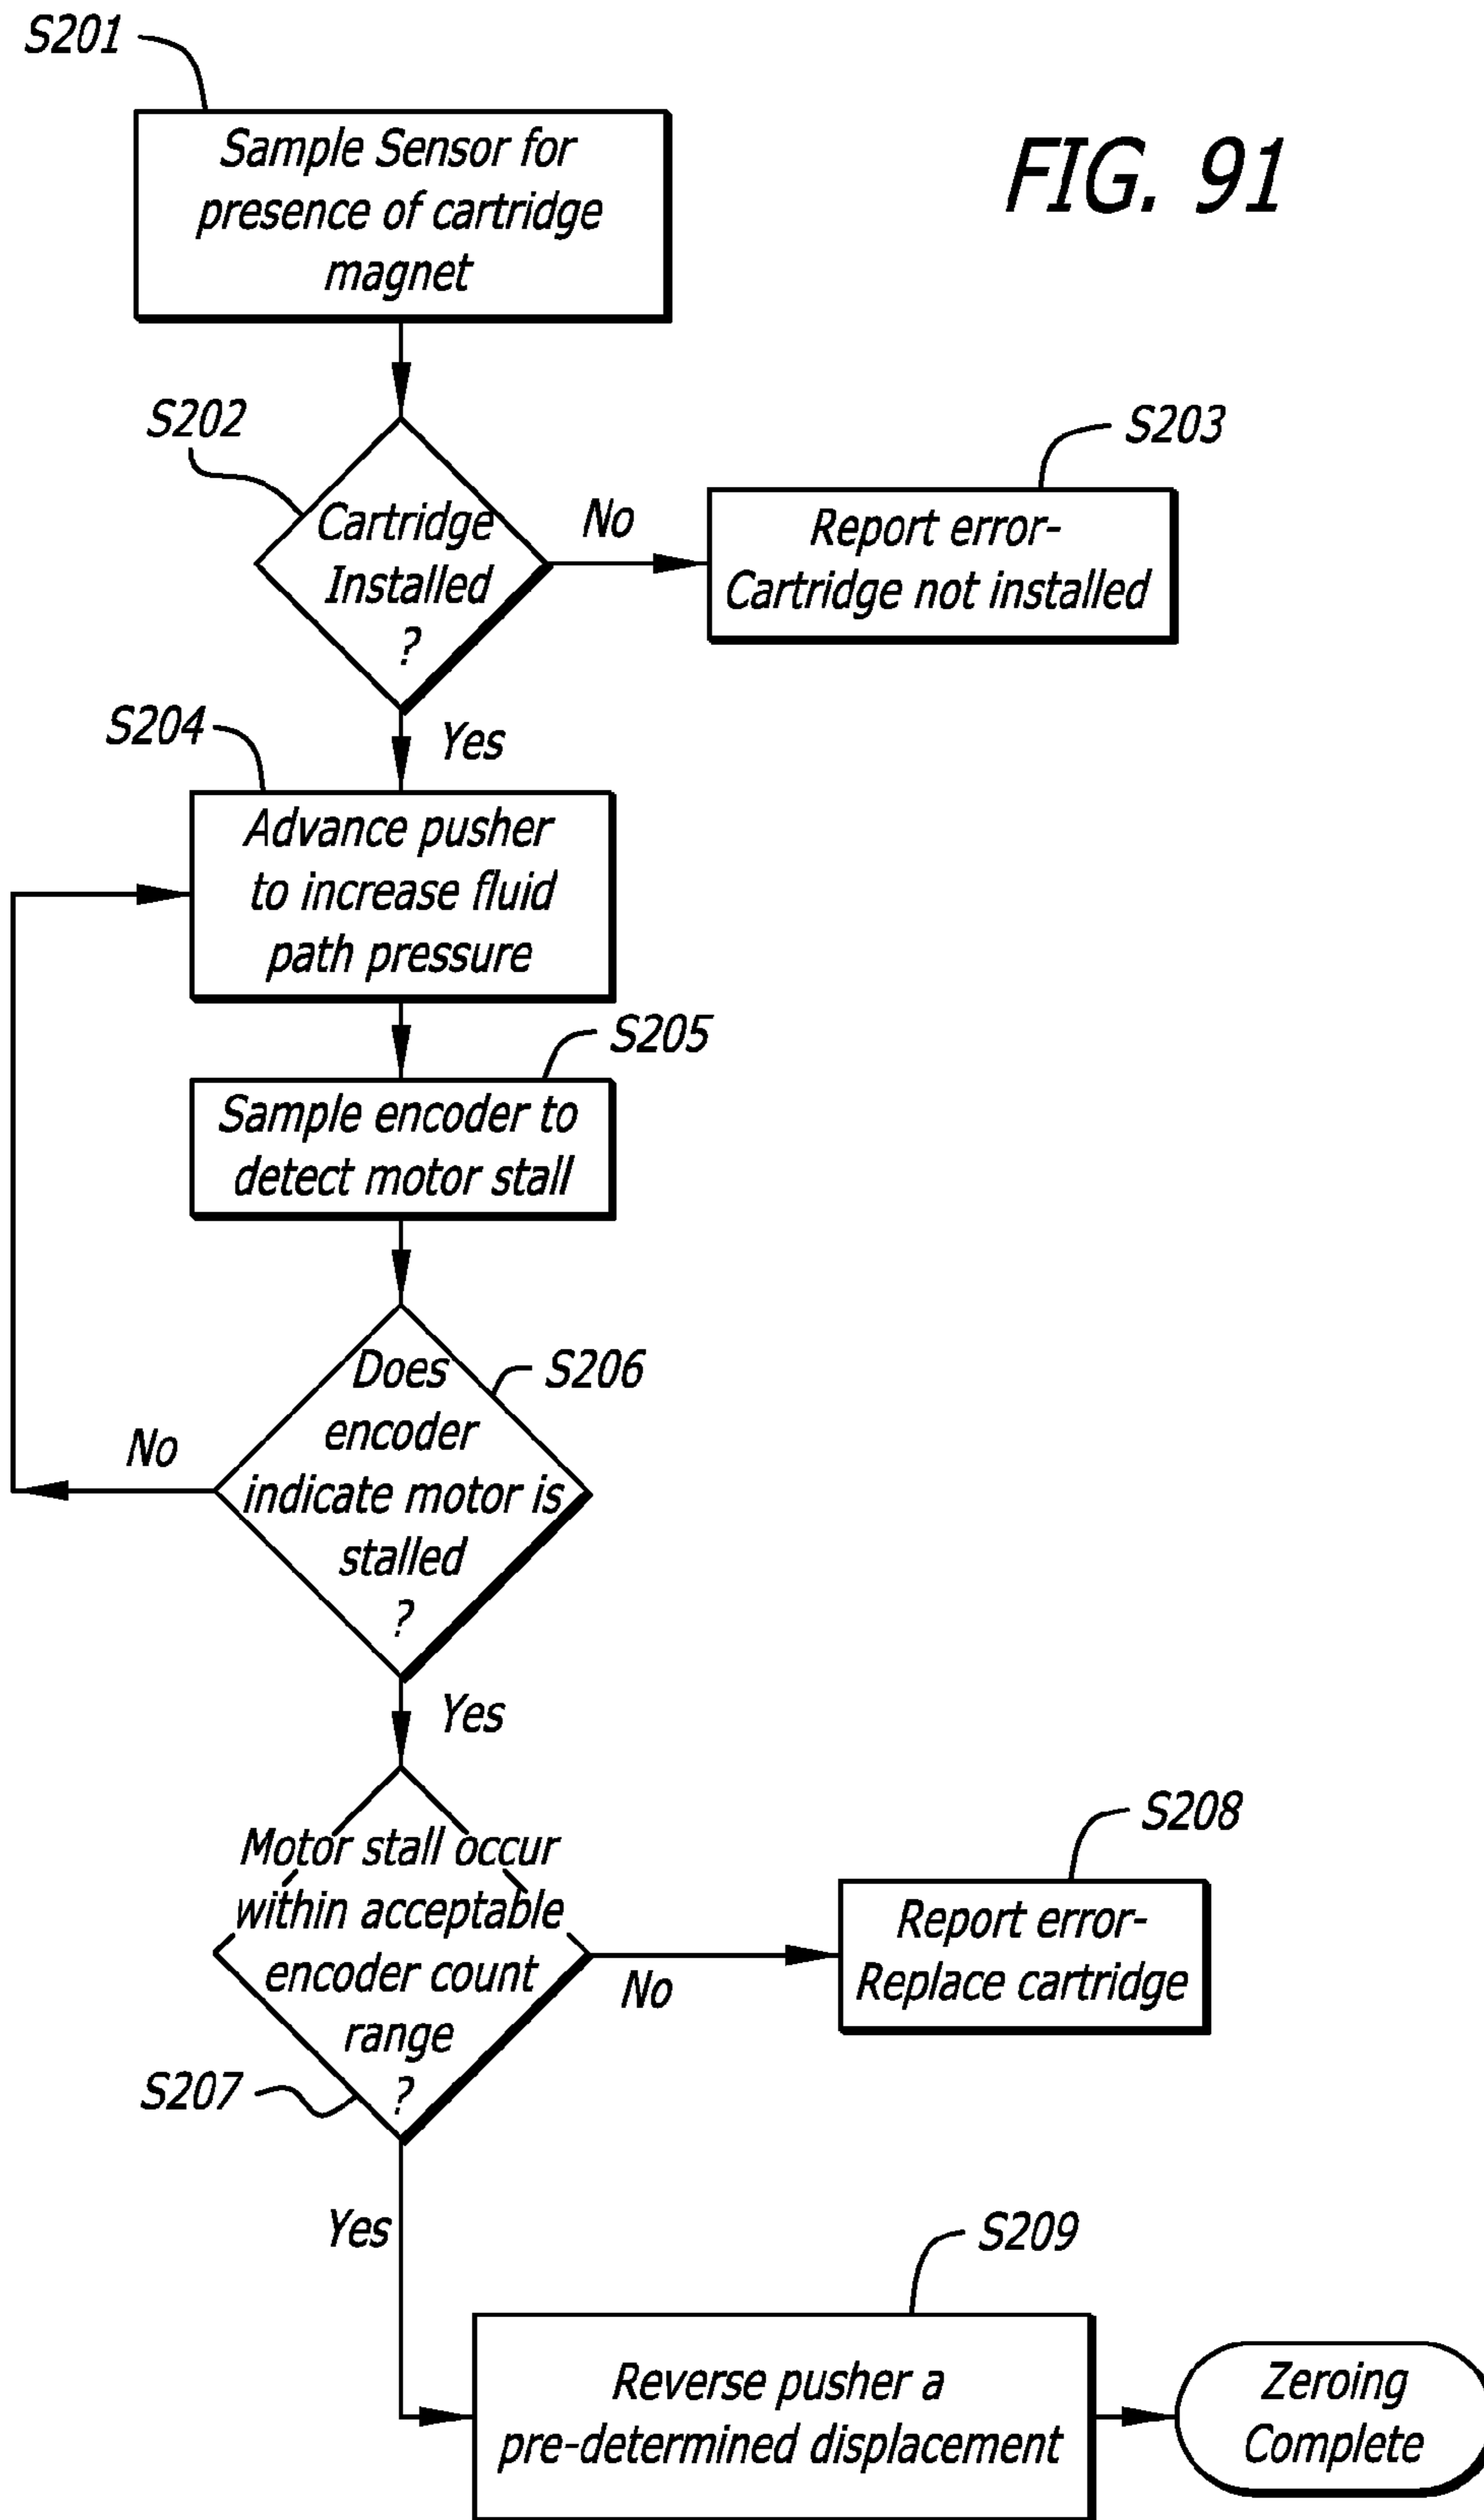 S201
Sample Sensor for
presence of cartridge
magnet
FIG. 91
S202
Cartridge
Installed
?
No
S203
Report error-
Cartridge not installed
Yes
S204
Advance pusher
to increase fluid
path pressure
S205
Sample encoder to
detect motor stall
S206
Does
encoder
indicate motor is
stalled
?
No
Yes
Motor stall occur
within acceptable
encoder count
range
?
S207
No
S208
Report error-
Replace cartridge
Yes
S209
Reverse pusher a
pre-determined displacement
Zeroing
Complete